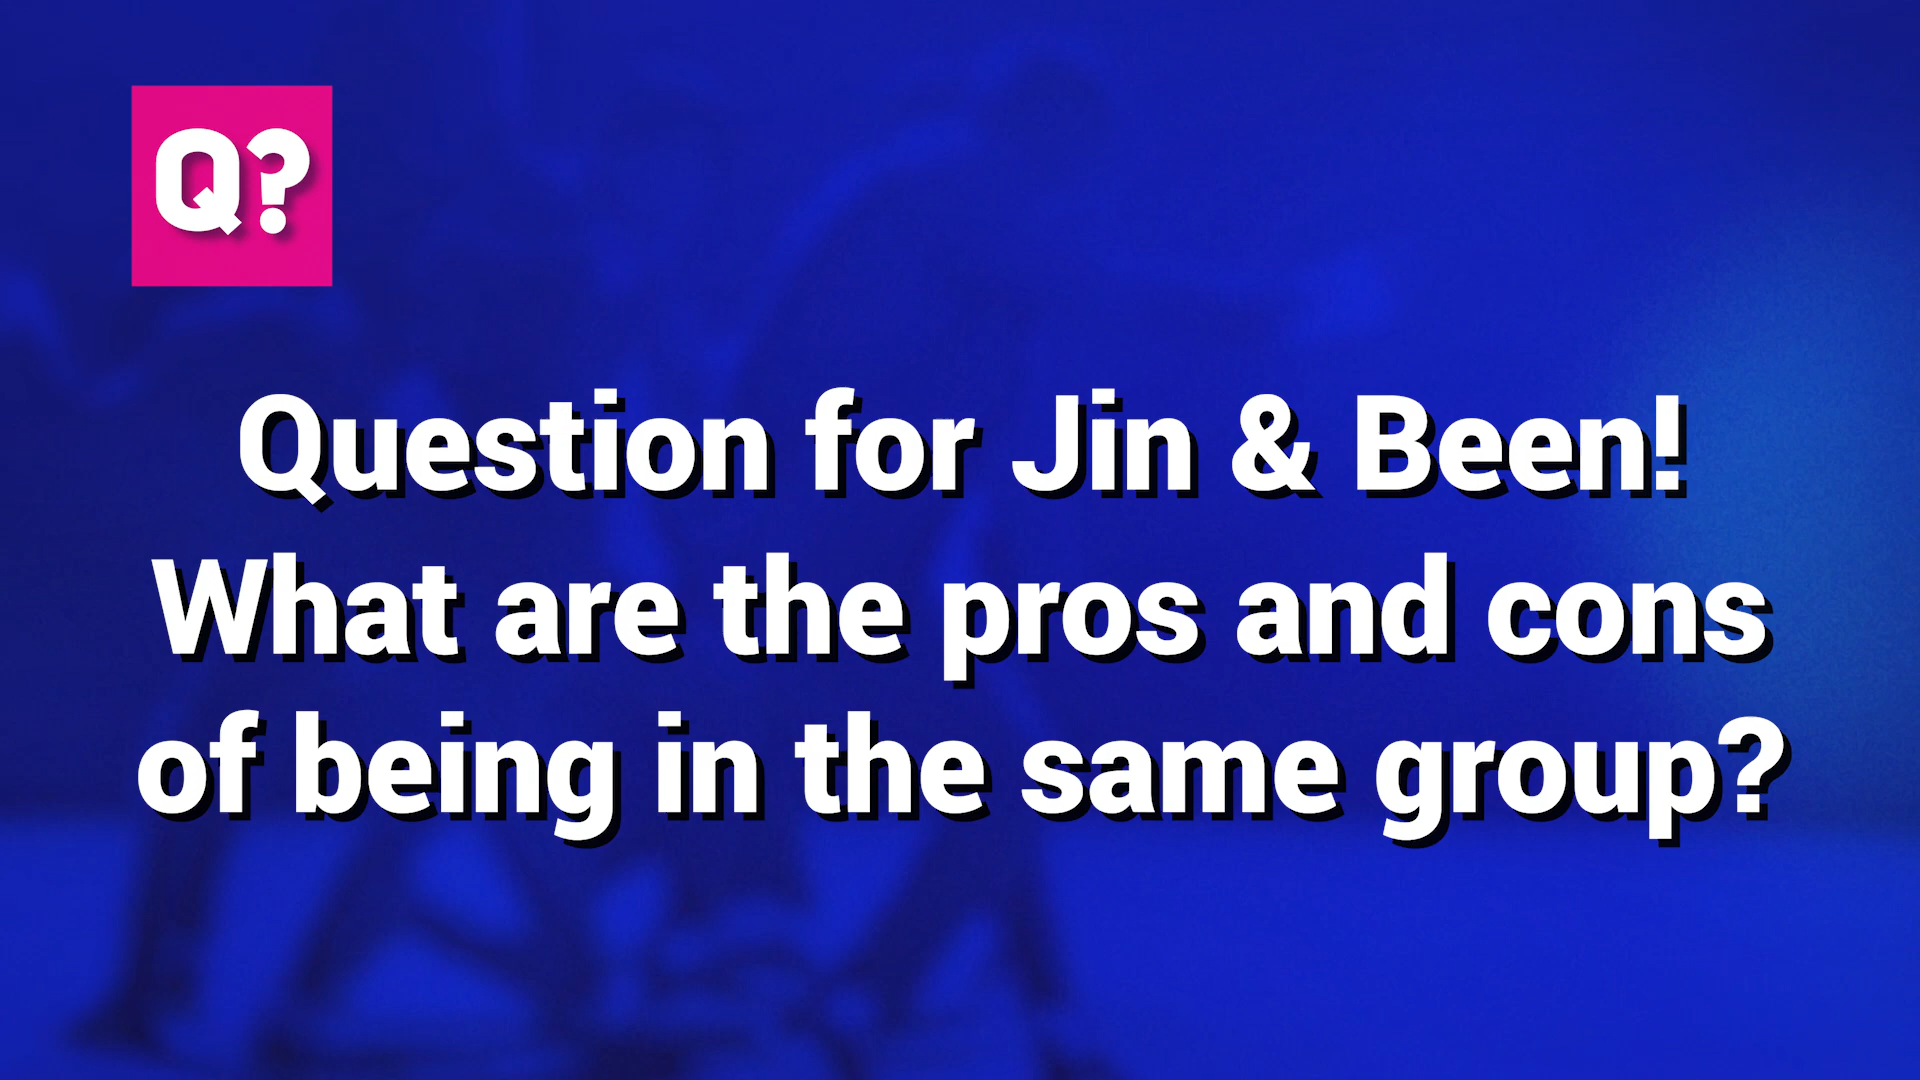 Q?
Question for Jin & Been!
What are the pros and cons
of being in the same group?